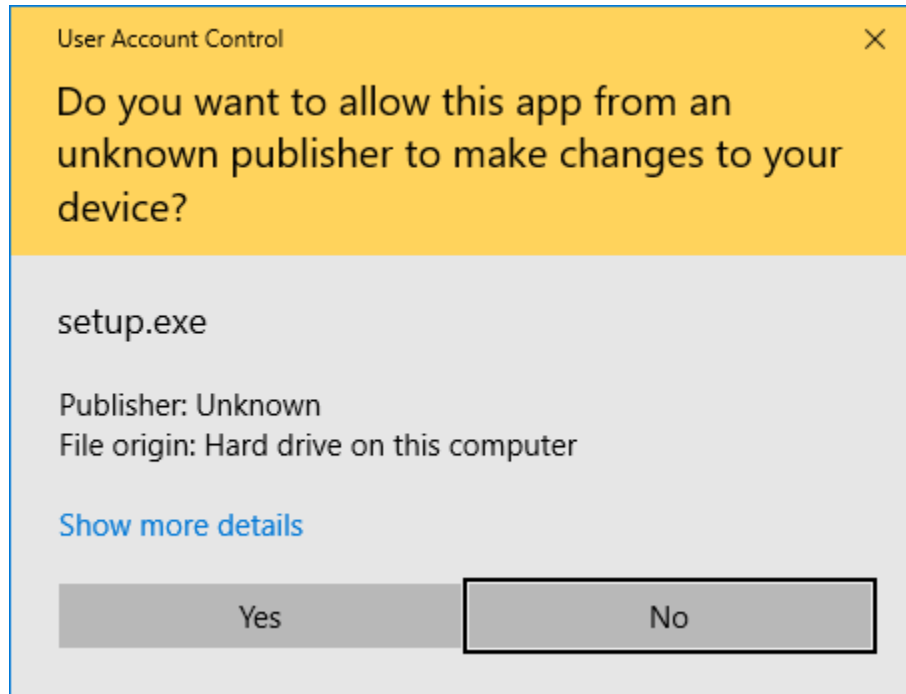 User Account Control
Do you want to allow this app from an
unknown publisher to make changes to your
device?
setup.exe
Publisher: Unknown
File origin: Hard drive on this computer
Show more details
Yes
No